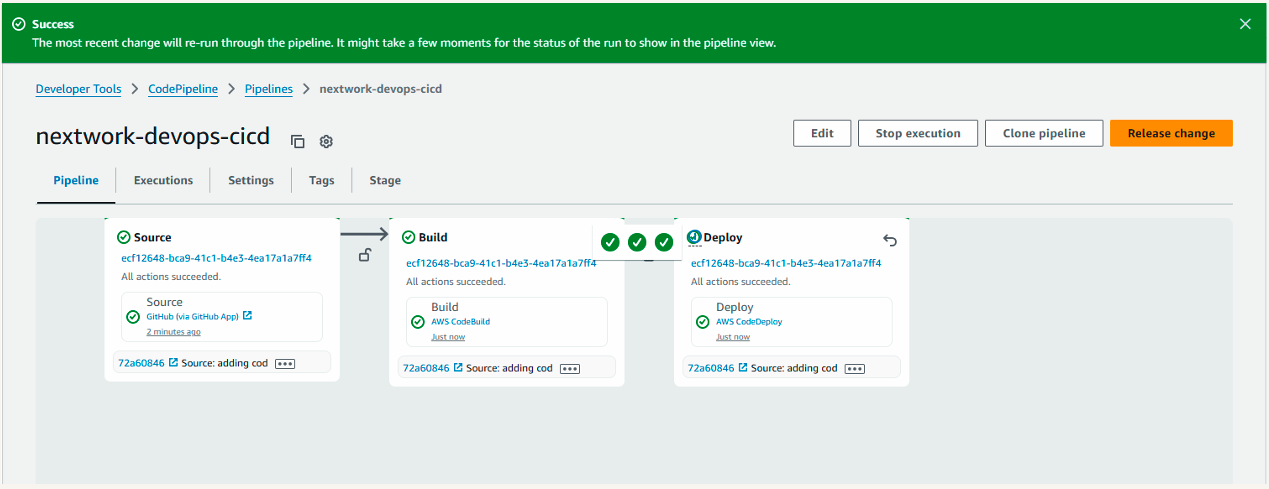 Success
The most recent change will re-run through the pipeline. It might take a few moments for the status of the run to show in the pipeline view.
Developer Tools > CodePipeline > Pipelines > nextwork-devops-cicd
nextwork-devops-cicd
Edit
Stop execution
Clone pipeline
Release change
Pipeline
Executions
Settings
Tags
Stage
Source
ecf12648-bca9-41c1-b4e3-4ea17a1a7ff4
All actions succeeded.
Source
GitHub (via GitHub App)
2 minutes ago
72a60846 Source: adding cod
Build
ecf12648-bca9-41c1-b4e3-4ea17a1a7ff4
All actions succeeded.
Build
AWS CodeBuild
Just now
72a60846 Source: adding cod
Deploy
ecf12648-bca9-41c1-b4e3-4ea17a1a7ff4
All actions succeeded.
Deploy
AWS CodeDeploy
Just now
72a60846 Source: adding cod